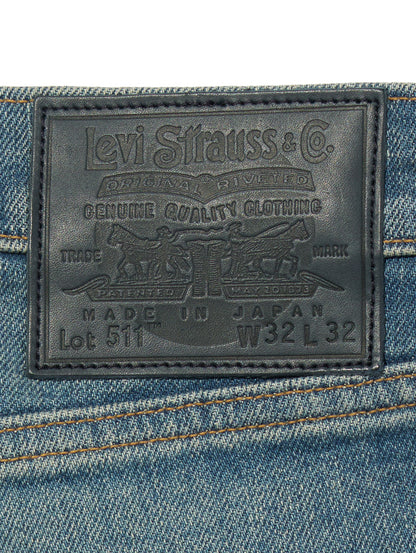 Levi Strauss & Co.
ORIGINAL RIVETED
GENUINE QUALITY CLOTHING
TRADE MARK
PATENTED MAY 20 1873
MADE IN JAPAN
Lot 511™ W 32 L 32